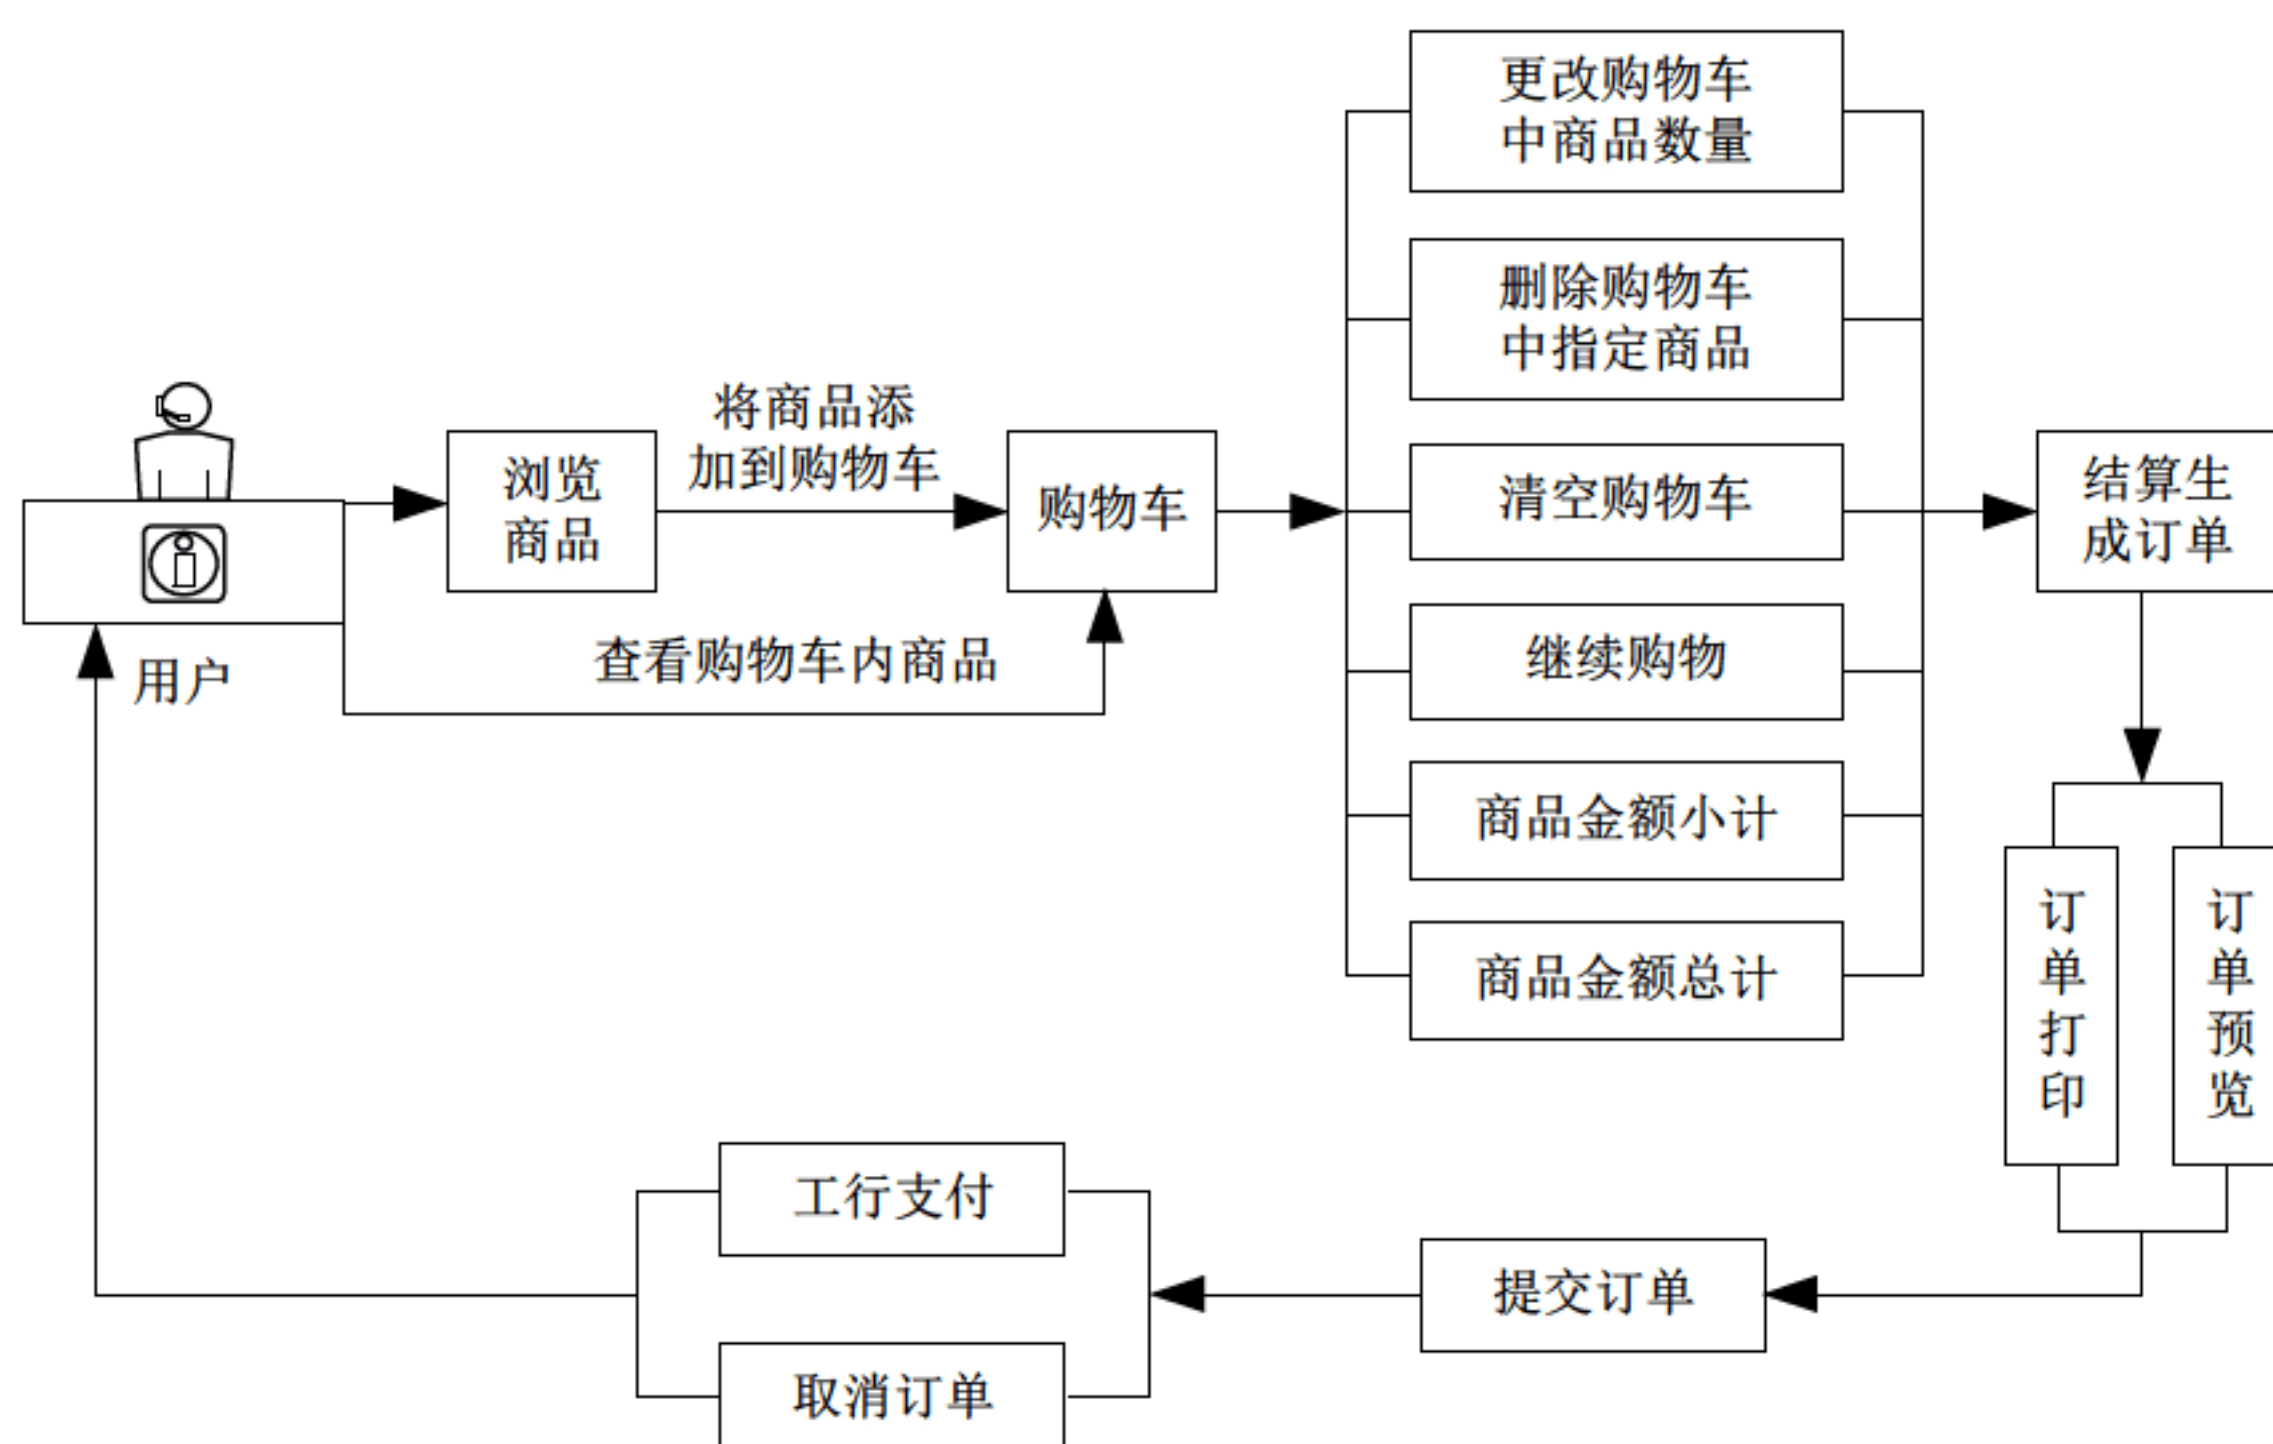 更改购物车
中商品数量
删除购物车
中指定商品
将商品添
加到购物车
浏览
商品
购物车
清空购物车
结算生
成订单
查看购物车内商品
用户
继续购物
商品金额小计
商品金额总计
订单打印
订单预览
工行支付
提交订单
取消订单